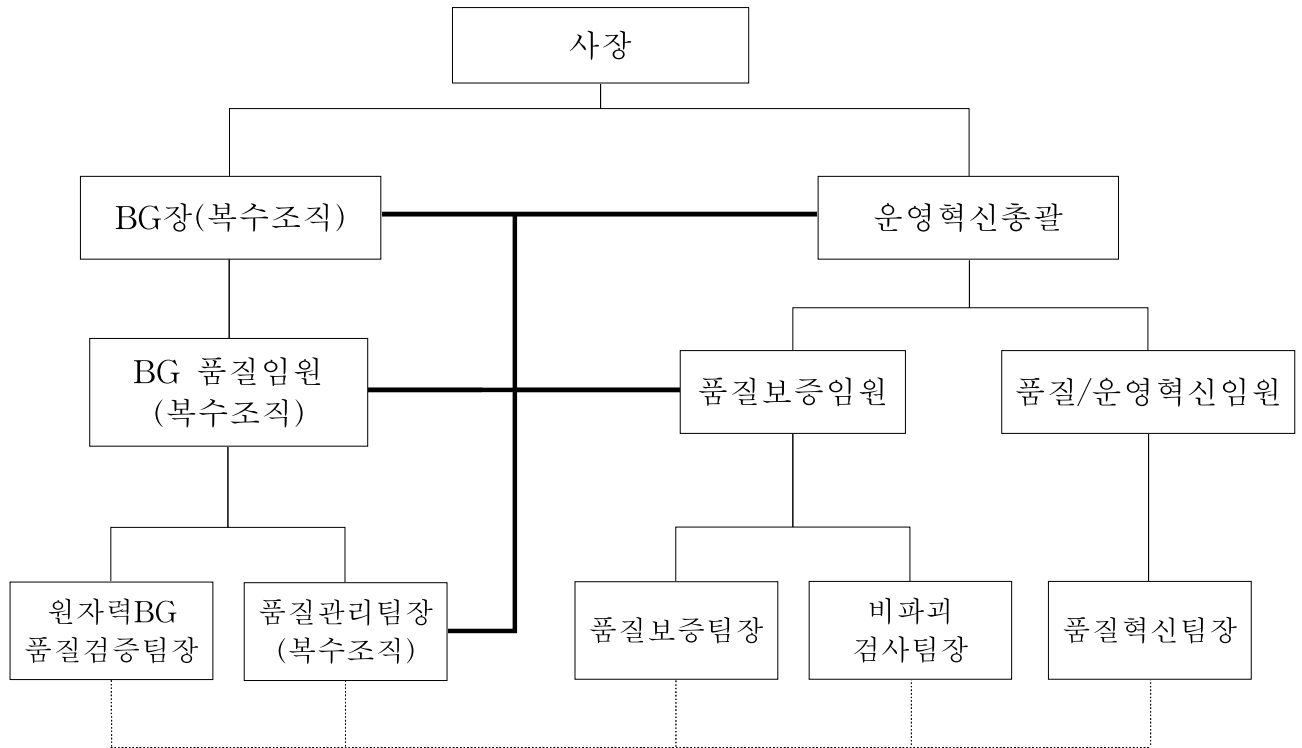 사장
BG장(복수조직)
운영혁신총괄
BG 품질임원
(복수조직)
품질보증임원
품질/운영혁신임원
원자력BG
품질검증팀장
품질관리팀장
(복수조직)
품질보증팀장
비파괴
검사팀장
품질혁신팀장